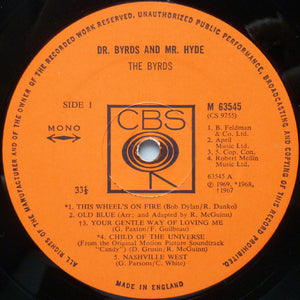 ALL RIGHTS OF THE MANUFACTURER AND OF THE OWNER OF THE RECORDED WORK RESERVED. UNAUTHORIZED PUBLIC PERFORMANCE, BROADCASTING AND COPYING OF THIS RECORD PROHIBITED
DR. BYRDS AND MR. HYDE
THE BYRDS
SIDE 1
MONO
33⅓
CBS
M 63545
(CS 9755)
1. B. Feldman
& Co. Ltd.
2. April
Music Ltd.
3, 5. Cop. Con.
4. Robert Mellin
Music Ltd.
63545 A
℗ 1969, *1968,
†1967
*1. THIS WHEEL'S ON FIRE (Bob Dylan/R. Danko)
2. OLD BLUE (Arr: and Adapted by R. McGuinn)
†3. YOUR GENTLE WAY OF LOVING ME
(G. Paxton/F. Guilbeau)
*4. CHILD OF THE UNIVERSE
(From the Original Motion Picture Soundtrack
"Candy") (D. Grusin/R. McGuinn)
5. NASHVILLE WEST
(G. Parsons/C. White)
MADE IN ENGLAND